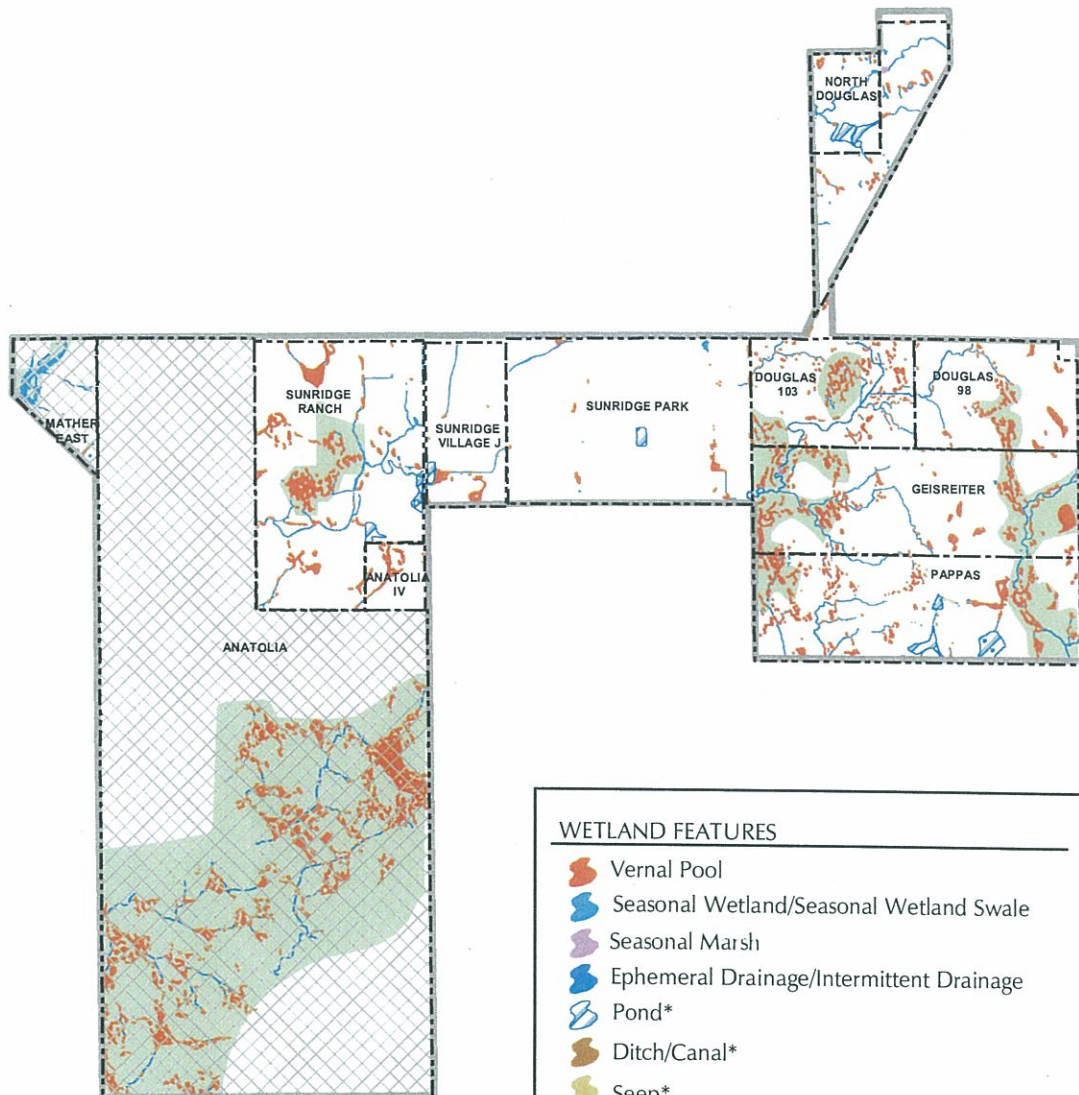 NORTH
DOUGLAS
MATHER
EAST
SUNRIDGE
RANCH
SUNRIDGE
VILLAGE J
SUNRIDGE PARK
DOUGLAS
103
DOUGLAS
98
GEISREITER
PAPPAS
ANATOLIA
IV
ANATOLIA
WETLAND FEATURES
Vernal Pool
Seasonal Wetland/Seasonal Wetland Swale
Seasonal Marsh
Ephemeral Drainage/Intermittent Drainage
Pond*
Ditch/Canal*
Seep*